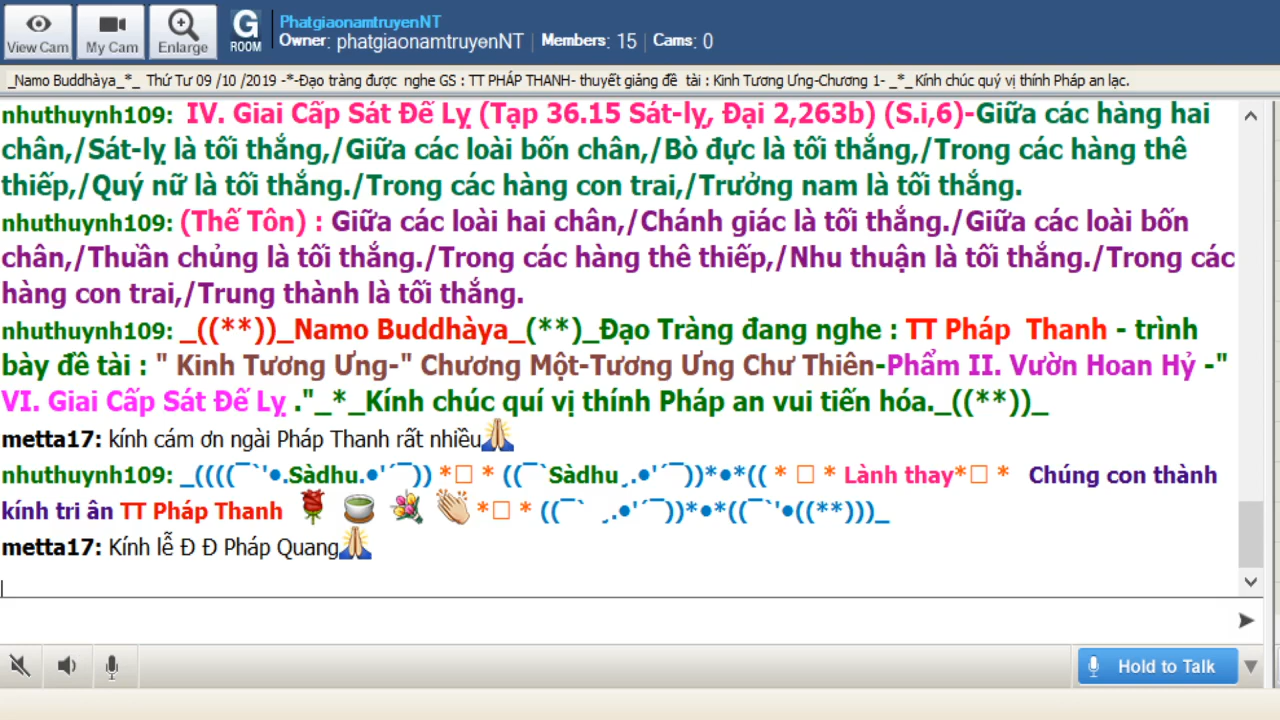 View Cam
My Cam
Enlarge
G
ROOM
PhatgiaonamtruyenNT
Owner: phatgiaonamtruyenNT | Members: 15 | Cams: 0
_Namo Buddhàya_*_ Thứ Tư 09 /10 /2019 -*-Đạo tràng được nghe GS : TT PHÁP THANH- thuyết giảng đề tài : Kinh Tương Ưng-Chương 1- _*_ Kính chúc quý vị thính Pháp an lạc.
nhuthuynh109: IV. Giai Cấp Sát Đế Lỵ (Tạp 36.15 Sát-lỵ, Đại 2,263b) (S.i,6)-Giữa các hàng hai
chân,/Sát-lỵ là tối thắng,/Giữa các loài bốn chân,/Bò đực là tối thắng,/Trong các hàng thê
thiếp,/Quý nữ là tối thắng./Trong các hàng con trai,/Trưởng nam là tối thắng.
nhuthuynh109: (Thế Tôn) : Giữa các loài hai chân,/Chánh giác là tối thắng./Giữa các loài bốn
chân,/Thuần chủng là tối thắng./Trong các hàng thê thiếp,/Nhu thuận là tối thắng./Trong các
hàng con trai,/Trung thành là tối thắng.
nhuthuynh109: _((**))_Namo Buddhàya_(**)_Đạo Tràng đang nghe : TT Pháp Thanh - trình
bày đề tài : " Kinh Tương Ưng-" Chương Một-Tương Ưng Chư Thiên-Phẩm II. Vườn Hoan Hỷ -"
VI. Giai Cấp Sát Đế Lỵ ."_*_Kính chúc quí vị thính Pháp an vui tiến hóa._((**))_
metta17: kính cám ơn ngài Pháp Thanh rất nhiều🙏
nhuthuynh109: _((((¯`'●.Sàdhu.●'´¯)) *□ * ((¯`Sàdhu¸.●'´¯))*●*(( * □ * Lành thay*□ * Chúng con thành
kính tri ân TT Pháp Thanh 🌹 🍵 💐 👏 *□ * ((¯` ¸.●'´¯))*●*((¯`'●((**)))_
metta17: Kính lễ Đ Đ Pháp Quang🙏
Hold to Talk